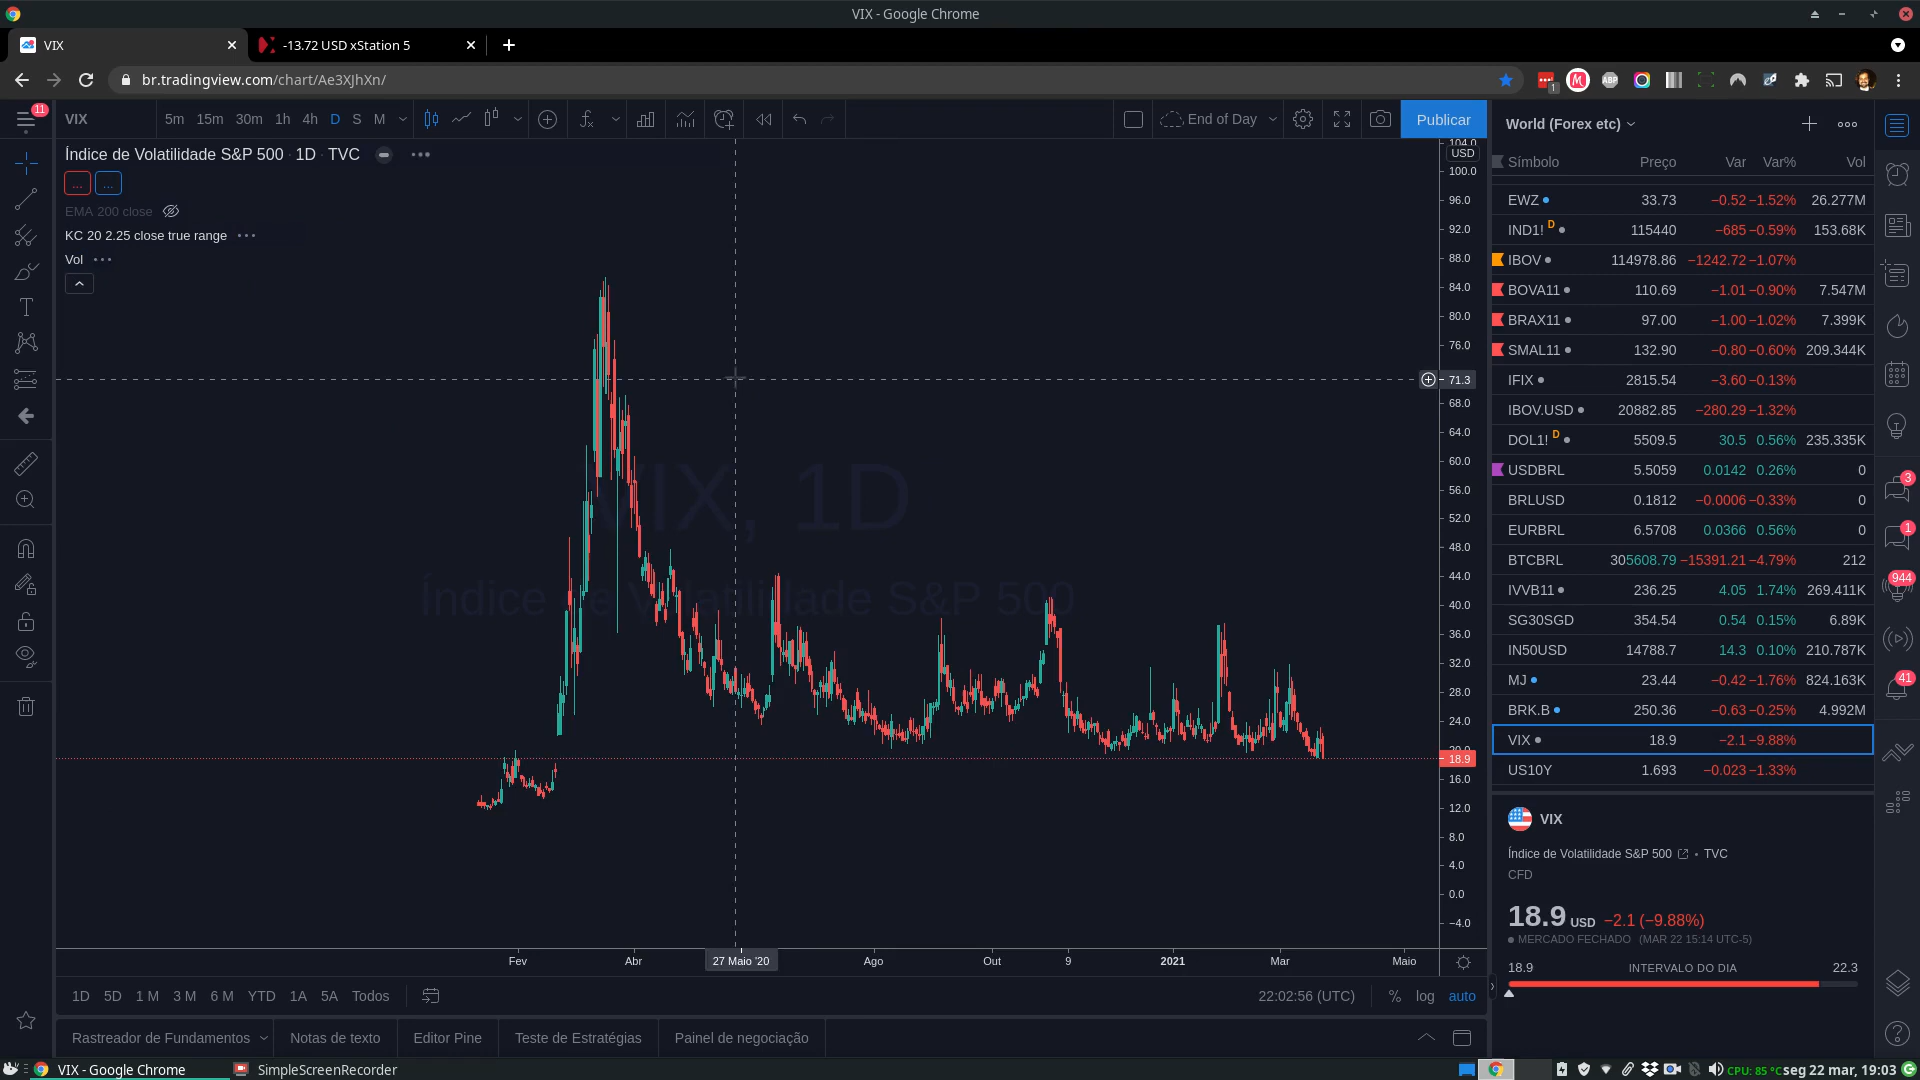 VIX - Google Chrome
VIX
-13.72 USD xStation 5
br.tradingview.com/chart/Ae3XJhXn/
1
ABP
11
VIX 5m 15m 30m 1h 4h D S M End of Day Publicar
World (Forex etc)
Índice de Volatilidade S&P 500 · 1D · TVC
... ...
EMA 200 close
KC 20 2.25 close true range
Vol
VIX, 1D
Índice de Volatilidade S&P 500
104.0
USD
100.0
96.0
92.0
88.0
84.0
80.0
76.0
71.3
68.0
64.0
60.0
56.0
52.0
48.0
44.0
40.0
36.0
32.0
28.0
24.0
20.0
18.9
16.0
12.0
8.0
4.0
0.0
−4.0
Fev Abr 27 Maio '20 Ago Out 9 2021 Mar Maio
1D 5D 1 M 3 M 6 M YTD 1A 5A Todos 22:02:56 (UTC) % log auto
Rastreador de Fundamentos Notas de texto Editor Pine Teste de Estratégias Painel de negociação
Símbolo Preço Var Var% Vol
EWZ 33.73 −0.52 −1.52% 26.277M
IND1! D 115440 −685 −0.59% 153.68K
IBOV 114978.86 −1242.72 −1.07%
BOVA11 110.69 −1.01 −0.90% 7.547M
BRAX11 97.00 −1.00 −1.02% 7.399K
SMAL11 132.90 −0.80 −0.60% 209.344K
IFIX 2815.54 −3.60 −0.13%
IBOV.USD 20882.85 −280.29 −1.32%
DOL1! D 5509.5 30.5 0.56% 235.335K
USDBRL 5.5059 0.0142 0.26% 0
BRLUSD 0.1812 −0.0006 −0.33% 0
EURBRL 6.5708 0.0366 0.56% 0
BTCBRL 305608.79 −15391.21 −4.79% 212
IVVB11 236.25 4.05 1.74% 269.411K
SG30SGD 354.54 0.54 0.15% 6.89K
IN50USD 14788.7 14.3 0.10% 210.787K
MJ 23.44 −0.42 −1.76% 824.163K
BRK.B 250.36 −0.63 −0.25% 4.992M
VIX 18.9 −2.1 −9.88%
US10Y 1.693 −0.023 −1.33%
VIX
Índice de Volatilidade S&P 500 • TVC
CFD
18.9 USD −2.1 (−9.88%)
MERCADO FECHADO (MAR 22 15:14 UTC-5)
18.9 INTERVALO DO DIA 22.3
3
1
944
41
VIX - Google Chrome SimpleScreenRecorder CPU: 85 °C seg 22 mar, 19:03